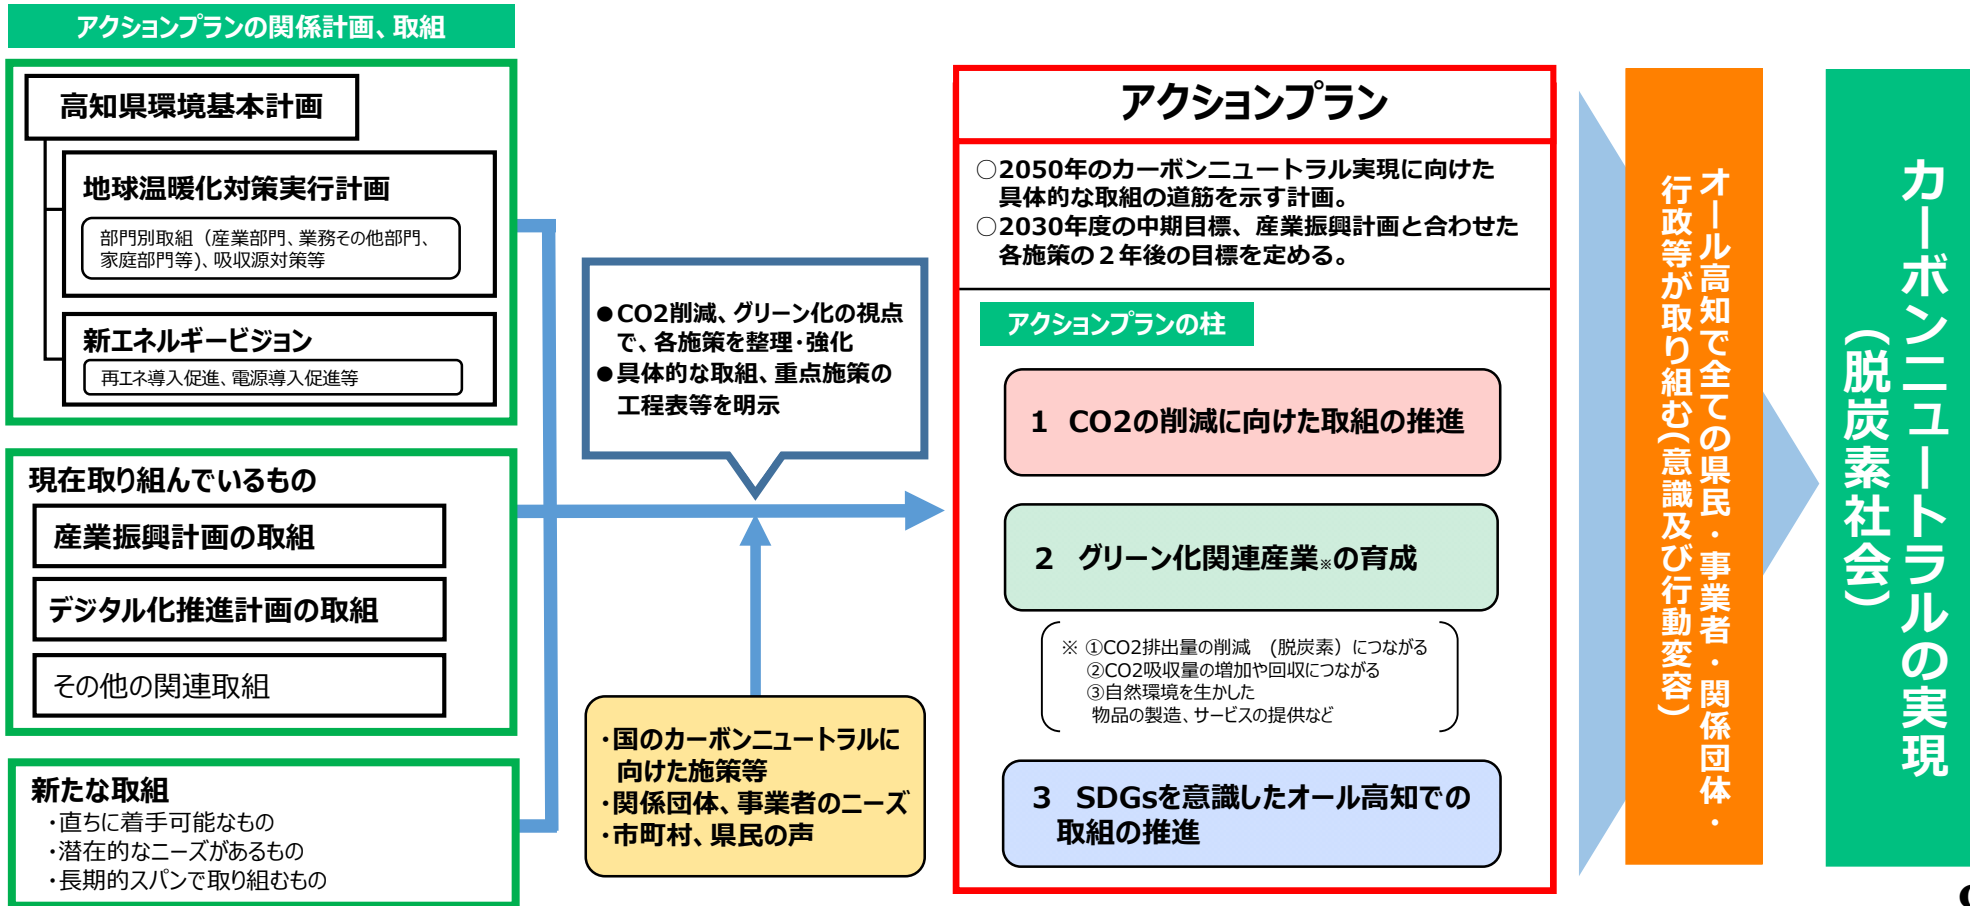 アクションプランの関係計画、取組
高知県環境基本計画
地球温暖化対策実行計画
部門別取組（産業部門、業務その他部門、
家庭部門等）、吸収源対策等
新エネルギービジョン
再エネ導入促進、電源導入促進等
現在取り組んでいるもの
産業振興計画の取組
デジタル化推進計画の取組
その他の関連取組
新たな取組
・直ちに着手可能なもの
・潜在的なニーズがあるもの
・長期的スパンで取り組むもの
●CO2削減、グリーン化の視点
で、各施策を整理・強化
●具体的な取組、重点施策の
工程表等を明示
・国のカーボンニュートラルに
向けた施策等
・関係団体、事業者のニーズ
・市町村、県民の声
アクションプラン
○2050年のカーボンニュートラル実現に向けた
具体的な取組の道筋を示す計画。
○2030年度の中期目標、産業振興計画と合わせた
各施策の２年後の目標を定める。
アクションプランの柱
1 CO2の削減に向けた取組の推進
2 グリーン化関連産業※の育成
※ ①CO2排出量の削減　（脱炭素）につながる
②CO2吸収量の増加や回収につながる
③自然環境を生かした
物品の製造、サービスの提供など
3 SDGsを意識したオール高知での
取組の推進
オール高知で全ての県民・事業者・関係団体・
行政等が取り組む（意識及び行動変容）
カーボンニュートラルの実現
（脱炭素社会）